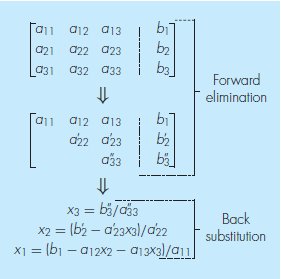 a11 a12 a13 | b1
a21 a22 a23 | b2
a31 a32 a33 | b3
Forward
elimination
⇓
a11 a12 a13 | b1
a′22 a′23 | b′2
a″33 | b″3
⇓
x3 = b″3/a″33
x2 = (b′2 − a′23x3)/a′22
x1 = (b1 − a12x2 − a13x3)/a11
Back
substitution